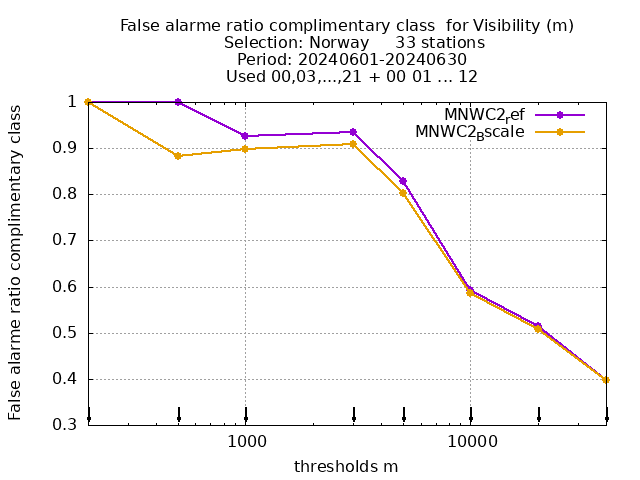 False alarme ratio complimentary class  for Visibility (m)
Selection: Norway     33 stations
Period: 20240601-20240630
Used 00,03,...,21 + 00 01 ... 12
MNWC2ref
MNWC2Bscale
False alarme ratio complimentary class
1
0.9
0.8
0.7
0.6
0.5
0.4
0.3
1000
10000
thresholds m